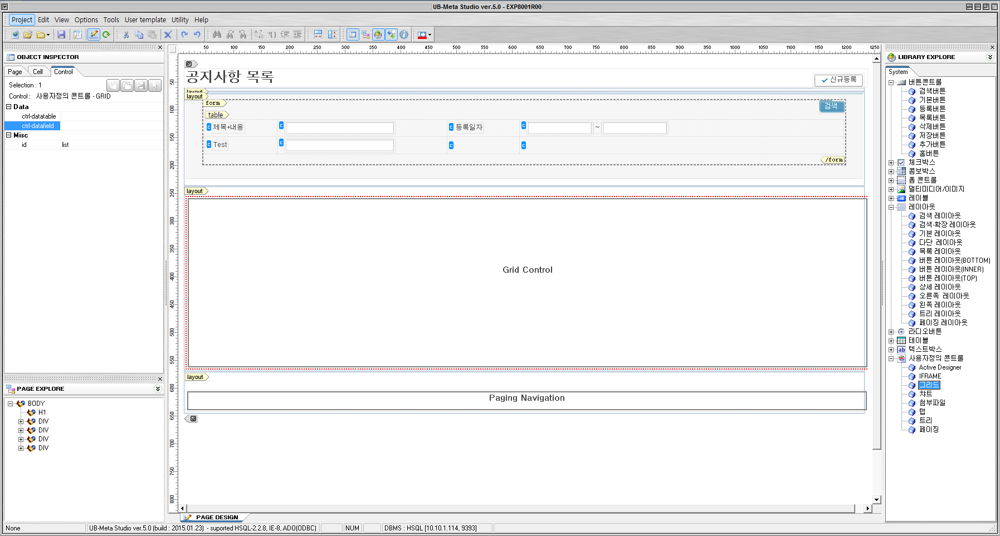 UB-Meta Studio ver.5.0 - EXP8001R00
Project Edit View Options Tools User template Utility Help
OBJECT INSPECTOR
Page Cell Control
Selection : 1
Control : 사용자정의 콘트롤 - GRID
Data
ctrl-datatable
ctrl-datafield
Misc
id list
PAGE EXPLORE
BODY
H1
DIV
DIV
DIV
DIV
50 100 150 200 250 300 350 400 450 500 550 600 650 700 750 800 850 900 950 1000 1050 1100 1150 1200 1250
50
100
150
200
250
300
350
400
450
500
550
600
650
700
750
800
공지사항 목록
신규등록
layout
layout
form
검색
table
제목+내용
등록일자
~
Test
/form
layout
Grid Control
layout
Paging Navigation
PAGE DESIGN
LIBRARY EXPLORE
System
버튼콘트롤
검색버튼
기본버튼
등록버튼
목록버튼
삭제버튼
저장버튼
추가버튼
홈버튼
체크박스
콤보박스
폼 콘트롤
멀티미디어/이미지
레이블
레이아웃
검색 레이아웃
검색-확장 레이아웃
기본 레이아웃
다단 레이아웃
목록 레이아웃
버튼 레이아웃(BOTTOM)
버튼 레이아웃(INNER)
버튼 레이아웃(TOP)
상세 레이아웃
오른쪽 레이아웃
왼쪽 레이아웃
트리 레이아웃
페이징 레이아웃
라디오버튼
테이블
텍스트박스
사용자정의 콘트롤
Active Designer
IFRAME
그리드
챠트
첨부파일
탭
트리
페이징
None
UB-Meta Studio ver.5.0 (build : 2015.01.23) - suported HSQL-2.2.8, IE-8, ADO(ODBC)
NUM
DBMS : HSQL [10.10.1.114, 9393]